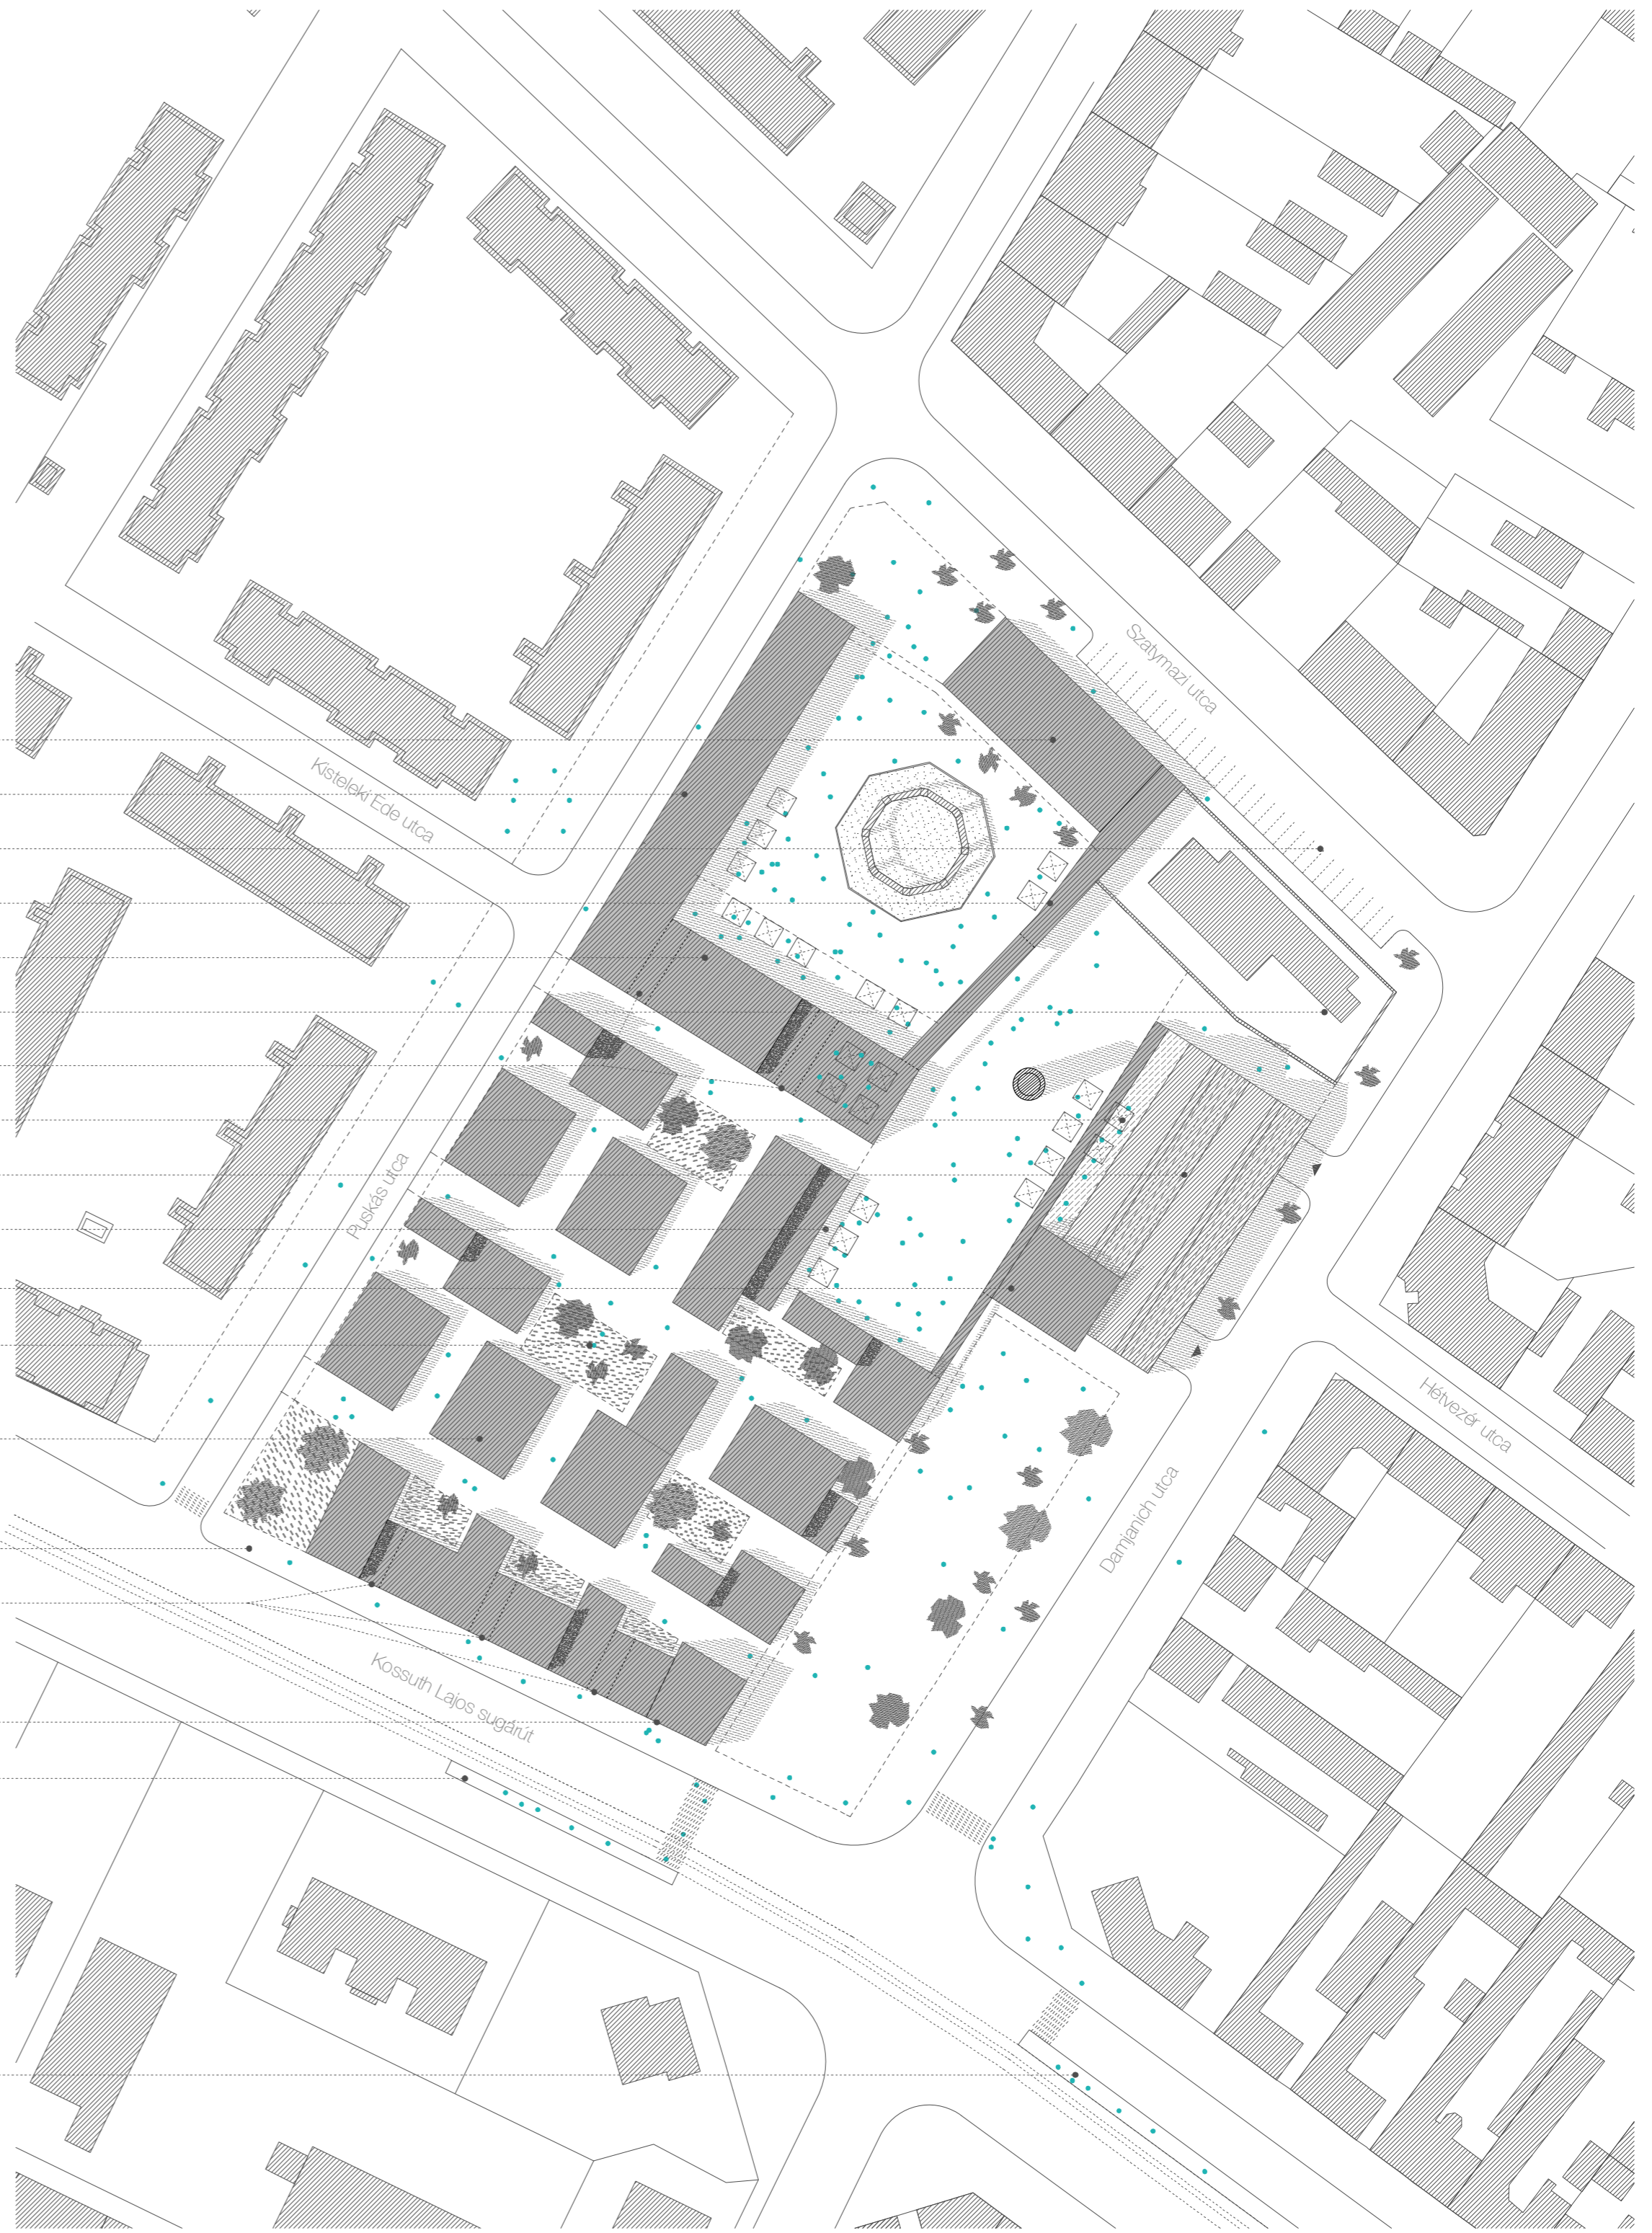 Szatymazi utca
Kisteleki Ede utca
Puskás utca
Hétvezér utca
Damjanich utca
Kossuth Lajos sugárút